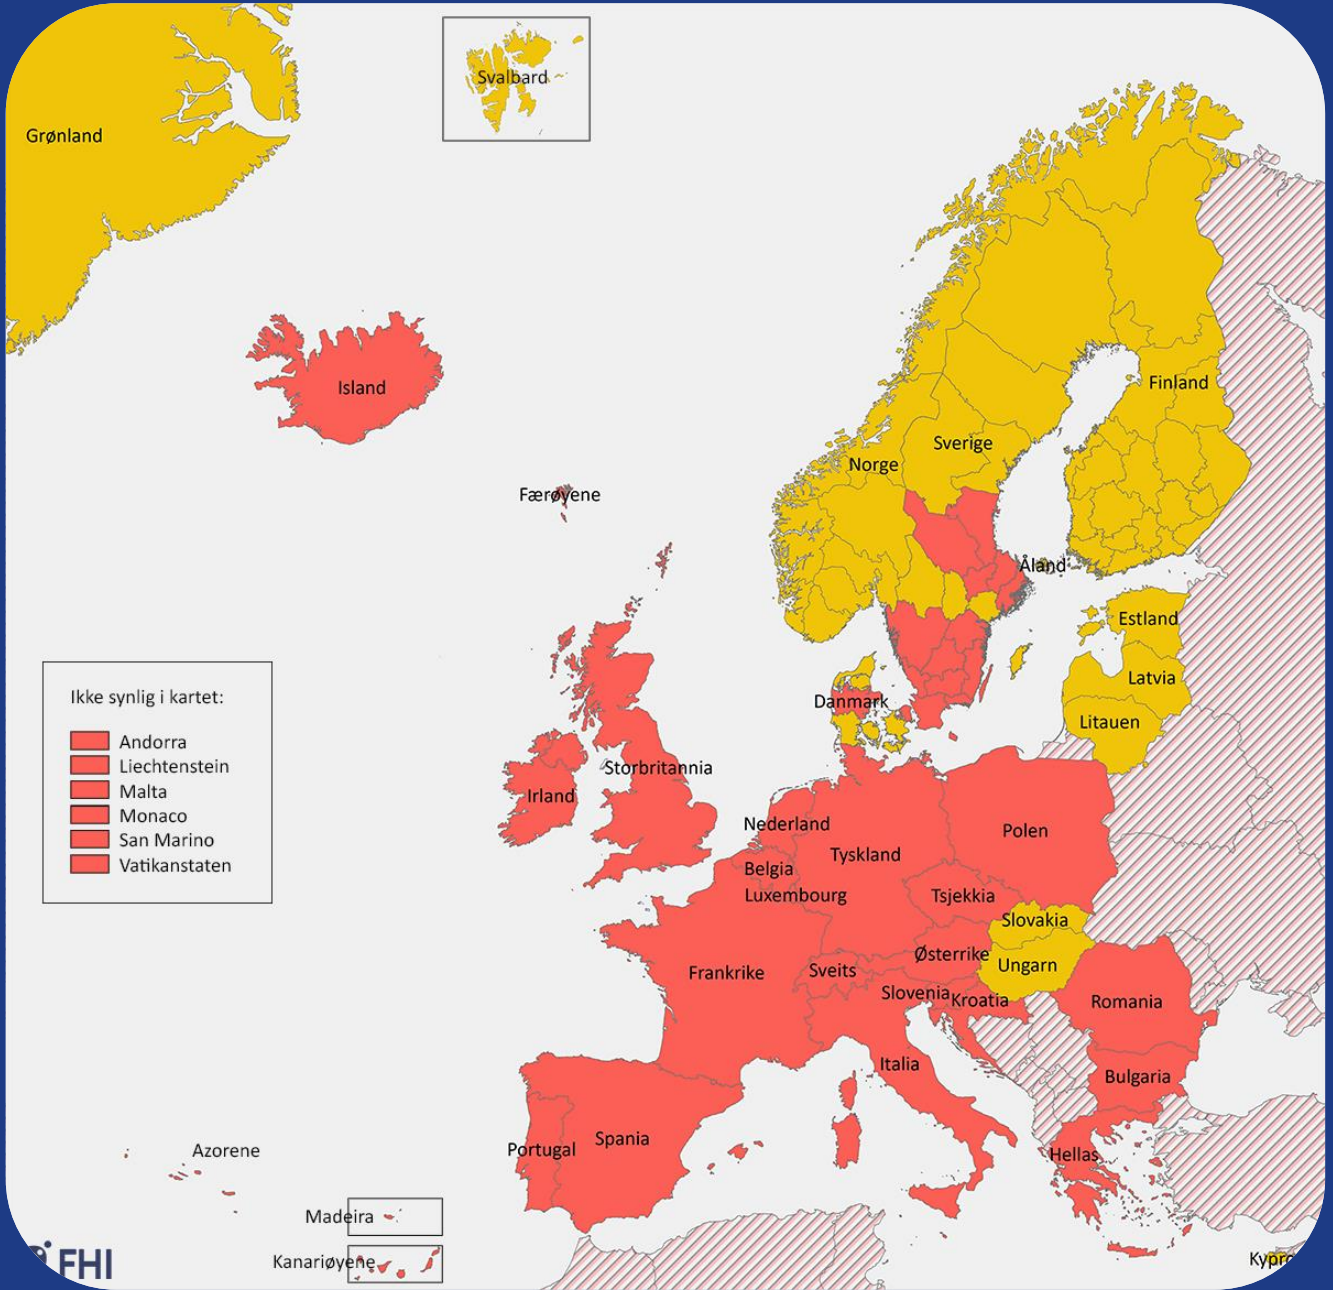 Svalbard
Grønland
Island
Finland
Sverige
Norge
Færøyene
Åland
Estland
Latvia
Danmark
Litauen
Ikke synlig i kartet:
Andorra
Liechtenstein
Malta
Monaco
San Marino
Vatikanstaten
Storbritannia
Irland
Nederland
Polen
Tyskland
Belgia
Luxembourg
Tsjekkia
Slovakia
Østerrike
Ungarn
Frankrike
Sveits
Slovenia
Kroatia
Romania
Italia
Bulgaria
Spania
Portugal
Hellas
Azorene
Madeira
Kanariøyene
FHI